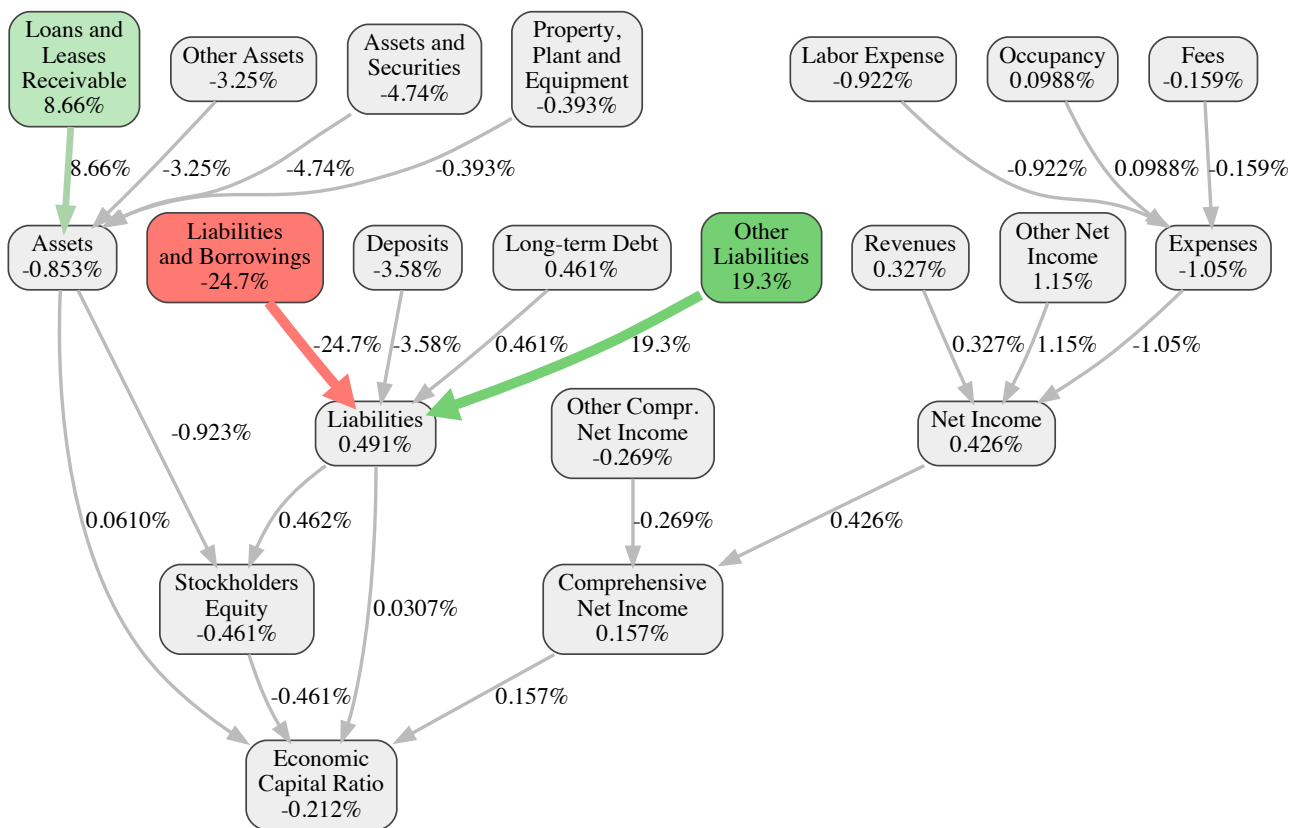 Loans and
Leases
Receivable
8.66%
Other Assets
-3.25%
Assets and
Securities
-4.74%
Property,
Plant and
Equipment
-0.393%
Labor Expense
-0.922%
Occupancy
0.0988%
Fees
-0.159%
8.66%
-3.25%
-4.74%
-0.393%
-0.922%
0.0988%
-0.159%
Assets
-0.853%
Liabilities
and Borrowings
-24.7%
Deposits
-3.58%
Long-term Debt
0.461%
Other
Liabilities
19.3%
Revenues
0.327%
Other Net
Income
1.15%
Expenses
-1.05%
-24.7%
-3.58%
0.461%
19.3%
0.327%
1.15%
-1.05%
-0.923%
Liabilities
0.491%
Other Compr.
Net Income
-0.269%
Net Income
0.426%
0.0610%
0.462%
-0.269%
0.426%
Stockholders
Equity
-0.461%
0.0307%
Comprehensive
Net Income
0.157%
-0.461%
0.157%
Economic
Capital Ratio
-0.212%